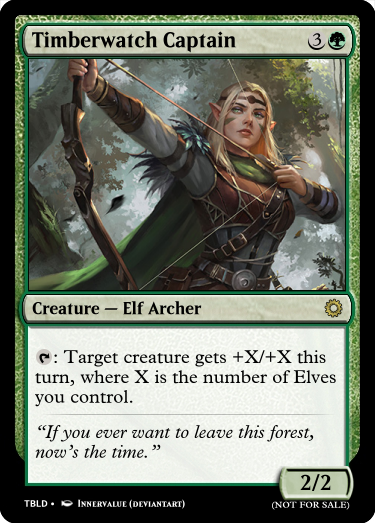 Timberwatch Captain 3
Creature — Elf Archer
: Target creature gets +X/+X this
turn, where X is the number of Elves
you control.
“If you ever want to leave this forest,
now’s the time.”
2/2
TBLD • INNERVALUE (DEVIANTART)
(NOT FOR SALE)